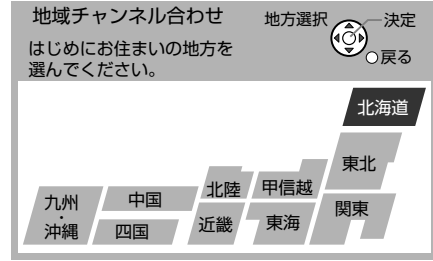 地域チャンネル合わせ
地方選択
決定
戻る
はじめにお住まいの地方を
選んでください。
北海道
東北
関東
甲信越
東海
北陸
近畿
中国
四国
九州
・
沖縄